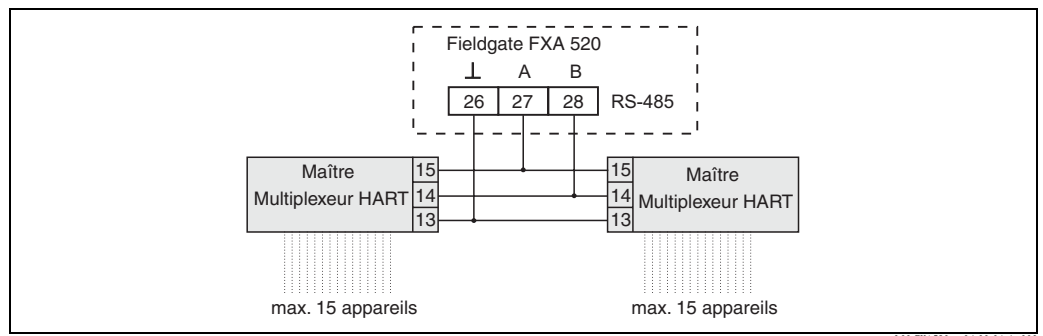 Fieldgate FXA 520
⊥ A B
26 27 28 RS-485
Maître
Multiplexeur HART
15
14
13
15
14
13
Maître
Multiplexeur HART
max. 15 appareils
max. 15 appareils